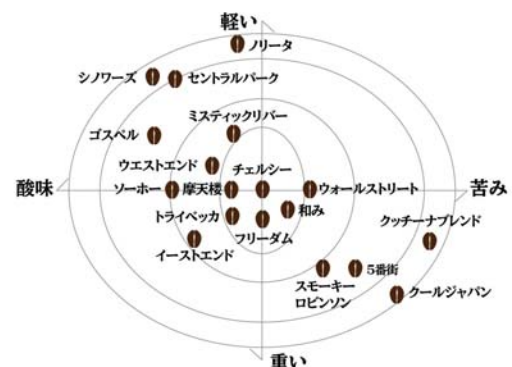 軽い
ノリータ
シノワーズ
セントラルパーク
ミスティックリバー
ゴスペル
ウエストエンド
チェルシー
酸味
ソーホー
摩天楼
ウォールストリート
苦み
トライベッカ
和み
クッチーナブレンド
フリーダム
イーストエンド
スモーキー
ロビンソン
5番街
クールジャパン
重い